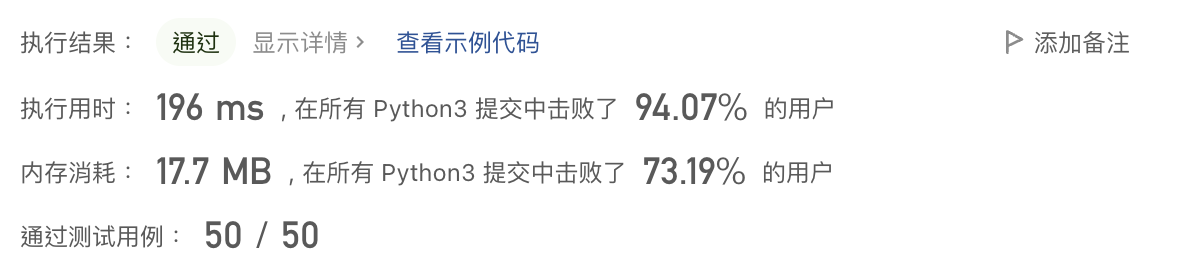 执行结果： 通过 显示详情 > 查看示例代码 添加备注
执行用时： 196 ms , 在所有 Python3 提交中击败了 94.07% 的用户
内存消耗： 17.7 MB , 在所有 Python3 提交中击败了 73.19% 的用户
通过测试用例： 50 / 50